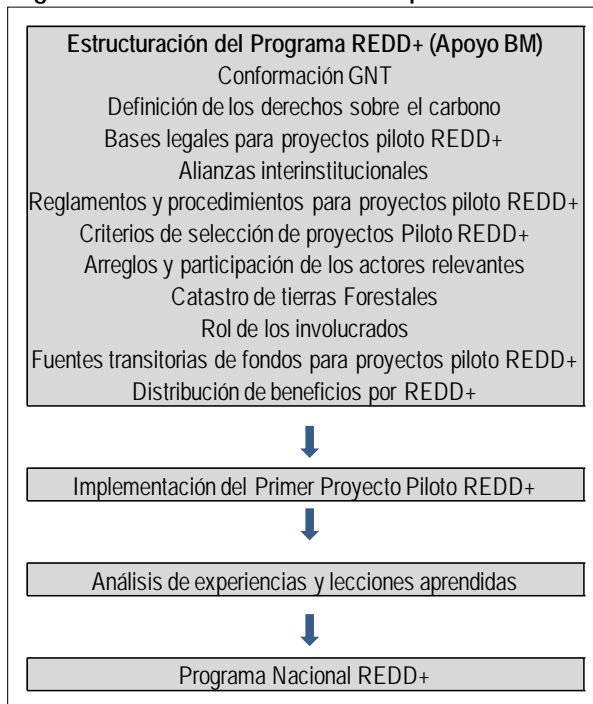 Estructuración del Programa REDD+ (Apoyo BM)
Conformación GNT
Definición de los derechos sobre el carbono
Bases legales para proyectos piloto REDD+
Alianzas interinstitucionales
Reglamentos y procedimientos para proyectos piloto REDD+
Criterios de selección de proyectos Piloto REDD+
Arreglos y participación de los actores relevantes
Catastro de tierras Forestales
Rol de los involucrados
Fuentes transitorias de fondos para proyectos piloto REDD+
Distribución de beneficios por REDD+
Implementación del Primer Proyecto Piloto REDD+
Análisis de experiencias y lecciones aprendidas
Programa Nacional REDD+